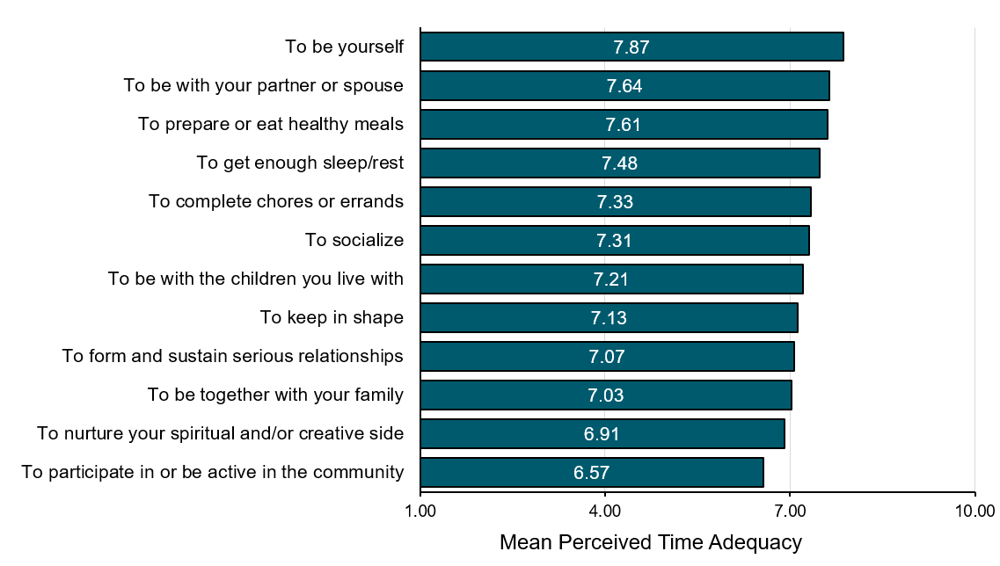 To be yourself 7.87
To be with your partner or spouse 7.64
To prepare or eat healthy meals 7.61
To get enough sleep/rest 7.48
To complete chores or errands 7.33
To socialize 7.31
To be with the children you live with 7.21
To keep in shape 7.13
To form and sustain serious relationships 7.07
To be together with your family 7.03
To nurture your spiritual and/or creative side 6.91
To participate in or be active in the community 6.57
1.00 4.00 7.00 10.00
Mean Perceived Time Adequacy